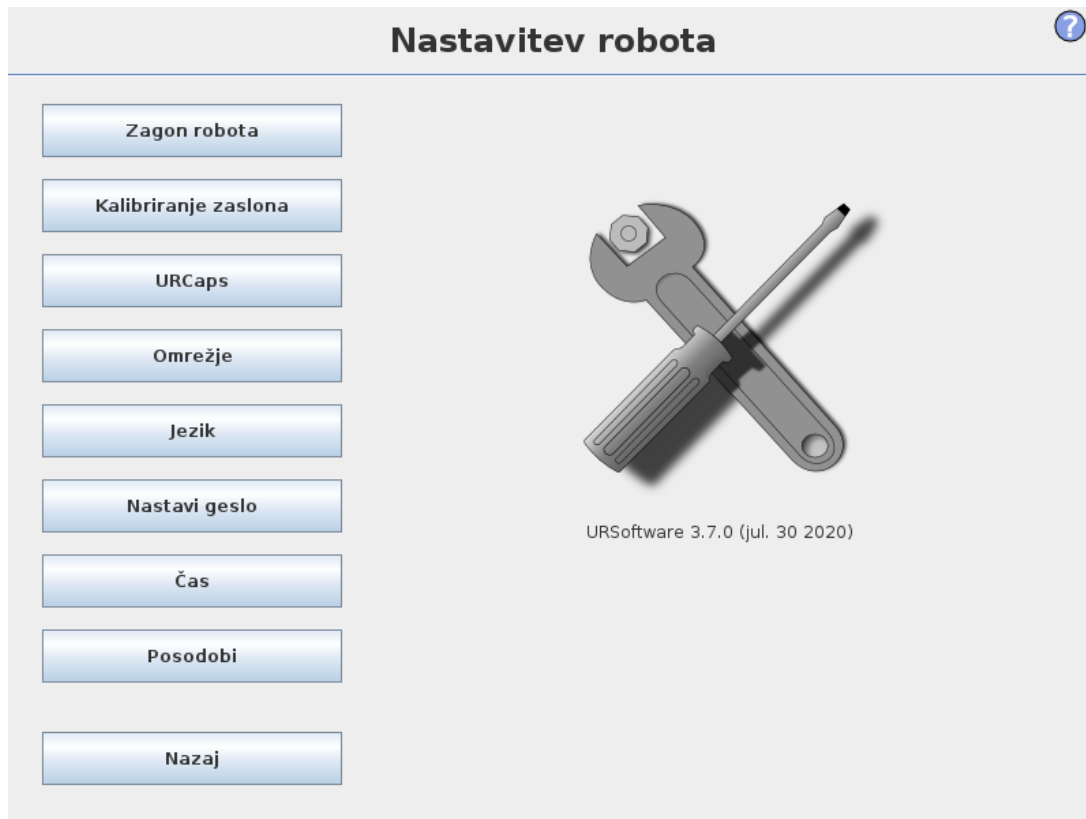 Nastavitev robota
?
Zagon robota
Kalibriranje zaslona
URCaps
Omrežje
Jezik
Nastavi geslo
Čas
Posodobi
Nazaj
URSoftware 3.7.0 (jul. 30 2020)